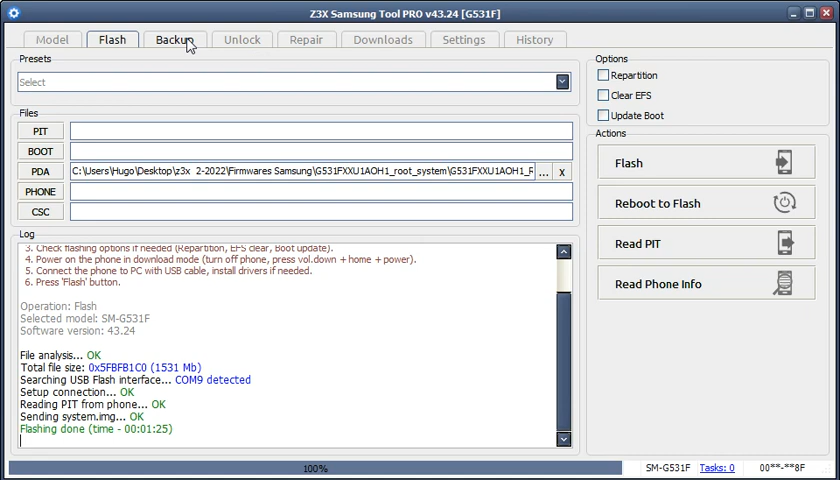 Z3X Samsung Tool PRO v43.24 [G531F]
Model Flash Backup Unlock Repair Downloads Settings History
Presets
Select
Files
PIT
BOOT
PDA C:\Users\Hugo\Desktop\z3x 2-2022\Firmwares Samsung\G531FXXU1AOH1_root_system\G531FXXU1AOH1_R ... x
PHONE
CSC
Log
3. Check flashing options if needed (Repartition, EFS clear, Boot update).
4. Power on the phone in download mode (turn off phone, press vol.down + home + power).
5. Connect the phone to PC with USB cable, install drivers if needed.
6. Press 'Flash' button.
Operation: Flash
Selected model: SM-G531F
Software version: 43.24
File analysis... OK
Total file size: 0x5FBFB1C0 (1531 Mb)
Searching USB Flash interface... COM9 detected
Setup connection... OK
Reading PIT from phone... OK
Sending system.img... OK
Flashing done (time - 00:01:25)
Options
Repartition
Clear EFS
Update Boot
Actions
Flash
Reboot to Flash
Read PIT
Read Phone Info
100% SM-G531F Tasks: 0 00**-**8F